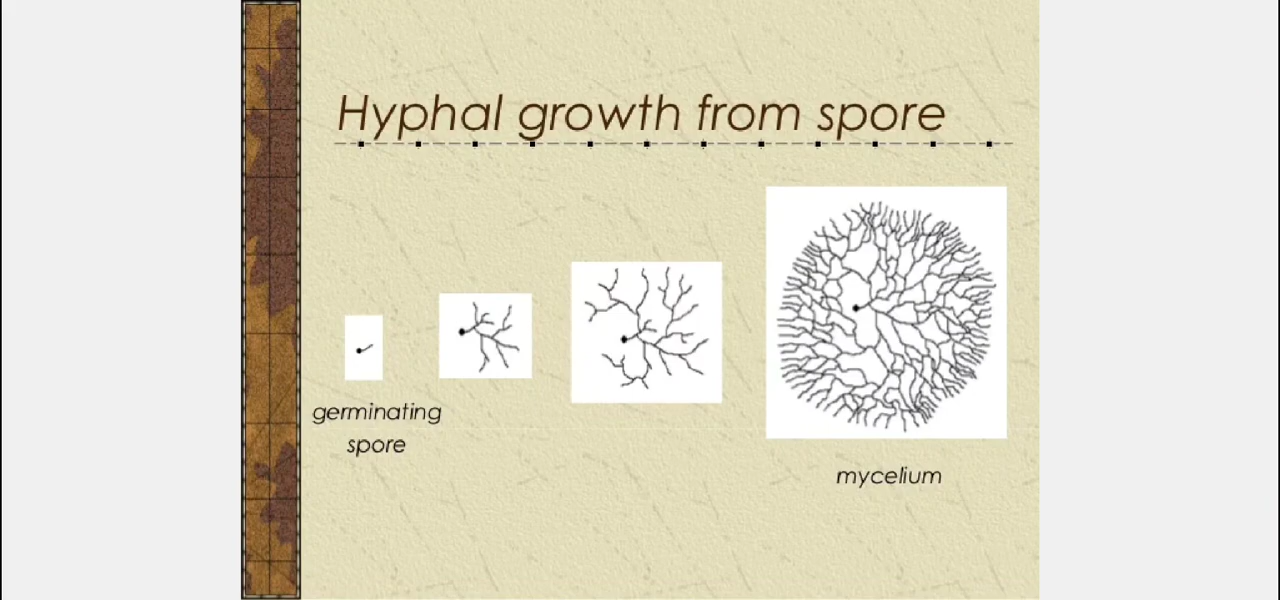 Hyphal growth from spore
germinating
spore
mycelium